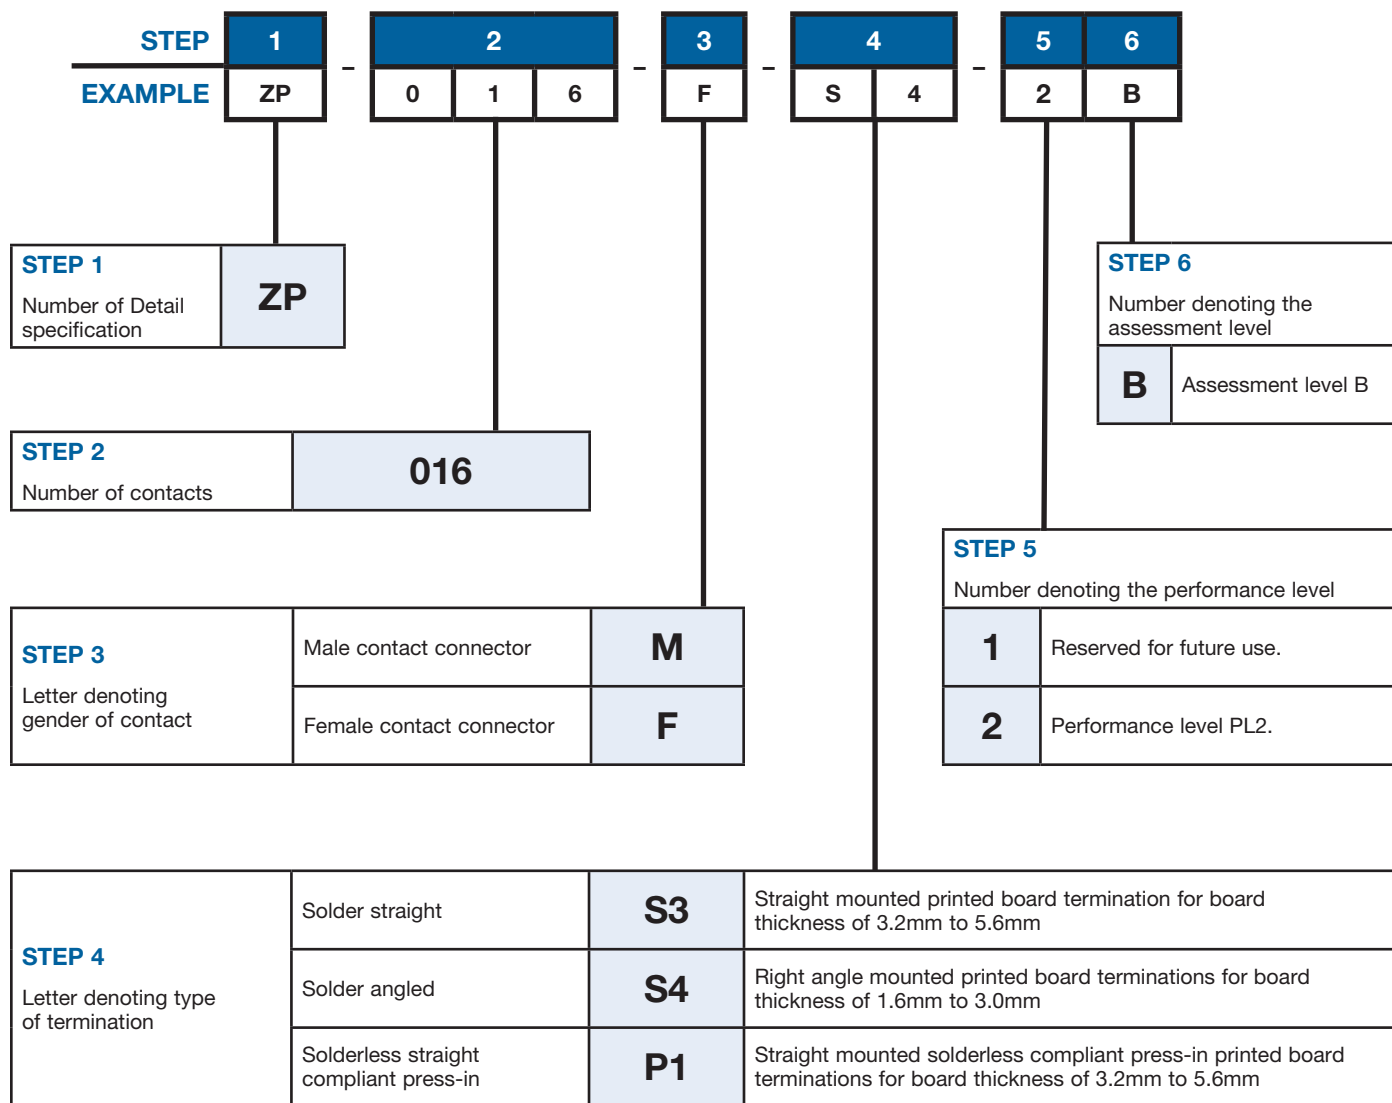 STEP 1 2 3 4 5 6
EXAMPLE ZP – 0 1 6 – F – S 4 – 2 B
STEP 1
Number of Detail
specification
ZP
STEP 6
Number denoting the
assessment level
B Assessment level B
STEP 2
Number of contacts
016
STEP 5
Number denoting the performance level
1 Reserved for future use.
2 Performance level PL2.
STEP 3
Letter denoting
gender of contact
Male contact connector M
Female contact connector F
STEP 4
Letter denoting type
of termination
Solder straight S3
Straight mounted printed board termination for board
thickness of 3.2mm to 5.6mm
Solder angled S4
Right angle mounted printed board terminations for board
thickness of 1.6mm to 3.0mm
Solderless straight
compliant press-in
P1
Straight mounted solderless compliant press-in printed board
terminations for board thickness of 3.2mm to 5.6mm